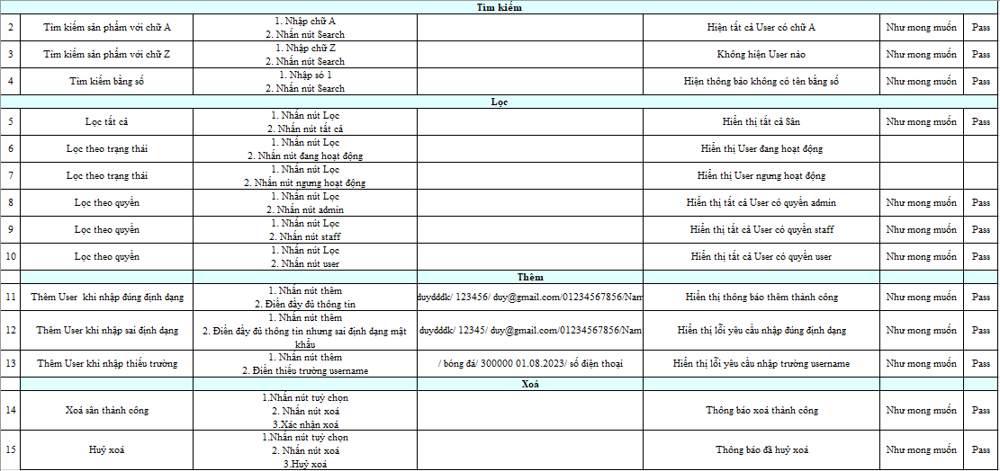 Tìm kiếm
2 Tìm kiếm sản phẩm với chữ A 1. Nhập chữ A Hiện tất cả User có chữ A Như mong muốn Pass
2. Nhấn nút Search
3 Tìm kiếm sản phẩm với chữ Z 1. Nhập chữ Z Không hiện User nào Như mong muốn Pass
2. Nhấn nút Search
4 Tìm kiếm bằng số 1. Nhập só 1 Hiện thông báo không có tên bằng số Như mong muốn Pass
2. Nhấn nút Search
Lọc
5 Lọc tất cả 1. Nhấn nút Lọc Hiển thị tất cả Sân Như mong muốn Pass
2. Nhấn nút tất cả
6 Lọc theo trạng thái 1. Nhấn nút Lọc Hiển thị User đang hoạt động
2. Nhấn nút đang hoạt động
7 Lọc theo trạng thái 1. Nhấn nút Lọc Hiển thị User ngưng hoạt động
2. Nhấn nút ngưng hoạt động
8 Lọc theo quyền 1. Nhấn nút Lọc Hiển thị tất cả User có quyền admin Như mong muốn Pass
2. Nhấn nút admin
9 Lọc theo quyền 1. Nhấn nút Lọc Hiển thị tất cả User có quyền staff Như mong muốn Pass
2. Nhấn nút staff
10 Lọc theo quyền 1. Nhấn nút Lọc Hiển thị tất cả User có quyền user Như mong muốn Pass
2. Nhấn nút user
Thêm
11 Thêm User khi nhập đúng định dạng 1. Nhấn nút thêm duydddk/ 123456/ duy@gmail.com/01234567856/Nam Hiển thị thông báo thêm thành công Như mong muốn Pass
2. Điền đầy đủ thông tin
12 Thêm User khi nhập sai định dạng 1. Nhấn nút thêm duydddk/ 12345/ duy@gmail.com/01234567856/Nam Hiển thị lỗi yêu cầu nhập đúng định dạng Như mong muốn Pass
2. Điền đầy đủ thông tin nhưng sai định dạng mật
khẩu
13 Thêm User khi nhập thiếu trường 1. Nhấn nút thêm / bóng đá/ 300000 01.08.2023/ số điện thoại Hiển thị lỗi yêu cầu nhập trường username Như mong muốn Pass
2. Điền thiếu trường username
Xoá
14 Xoá sân thành công 1.Nhấn nút tuỳ chọn Thông báo xoá thành công Như mong muốn Pass
2. Nhấn nút xoá
3.Xác nhận xoá
15 Huỷ xoá 1.Nhấn nút tuỳ chọn Thông báo đã huỷ xoá Như mong muốn Pass
2. Nhấn nút xoá
3.Huỷ xoá